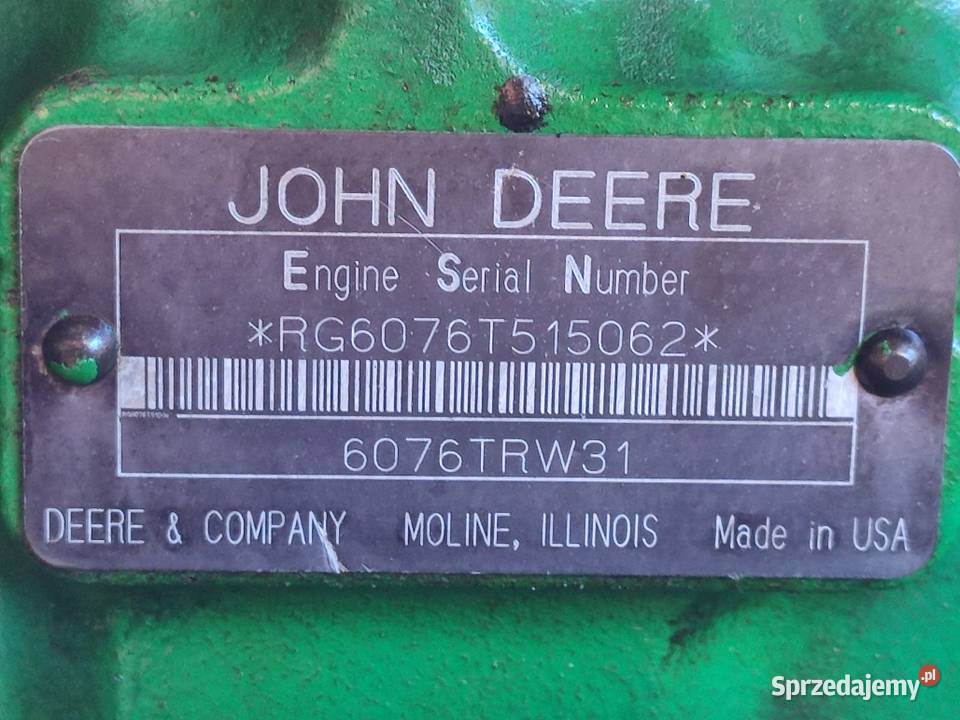 JOHN DEERE
Engine Serial Number
*RG6076T515062*
6076TRW31
DEERE & COMPANY MOLINE, ILLINOIS Made in USA
Sprzedajemy.pl